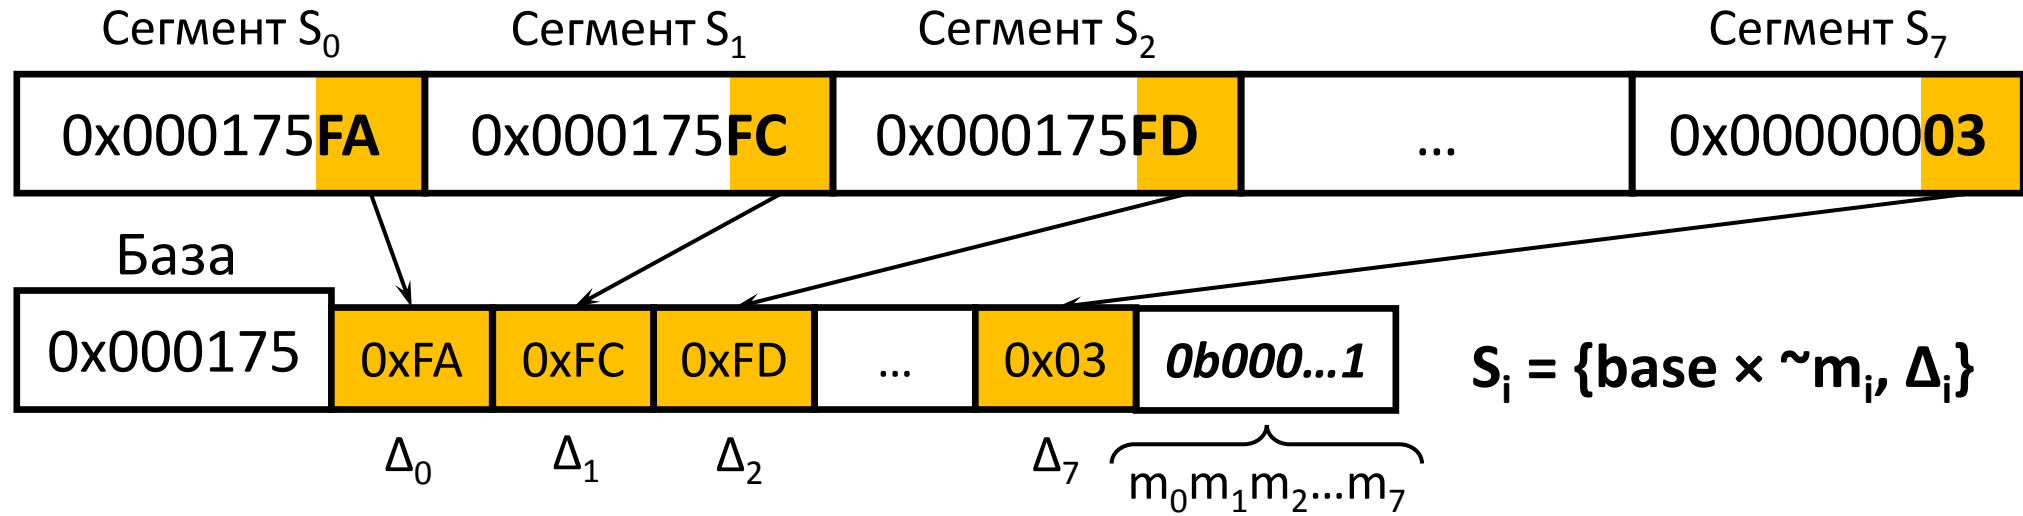 Сегмент S₀ Сегмент S₁ Сегмент S₂ Сегмент S₇
0x000175FA 0x000175FC 0x000175FD ... 0x00000003
База
0x000175 0xFA 0xFC 0xFD ... 0x03 0b000...1 Sᵢ = {base × ~mᵢ, Δᵢ}
Δ₀ Δ₁ Δ₂ Δ₇
m₀m₁m₂...m₇